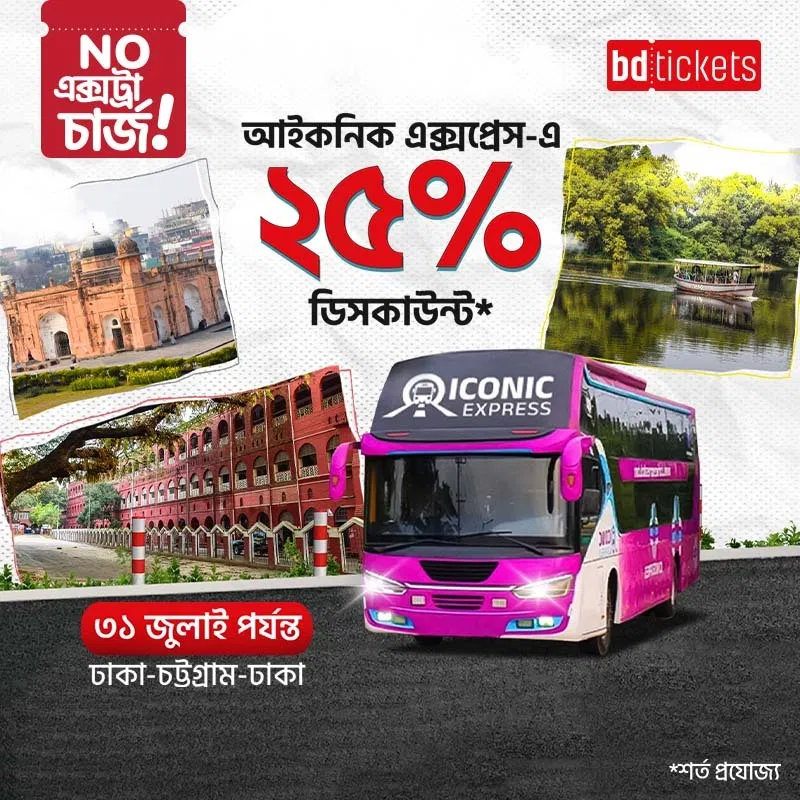 NO
এক্সট্রা
চার্জ!
bdtickets
আইকনিক এক্সপ্রেস-এ
২৫%
ডিসকাউন্ট*
ICONIC
EXPRESS
৩১ জুলাই পর্যন্ত
ঢাকা-চট্টগ্রাম-ঢাকা
*শর্ত প্রযোজ্য